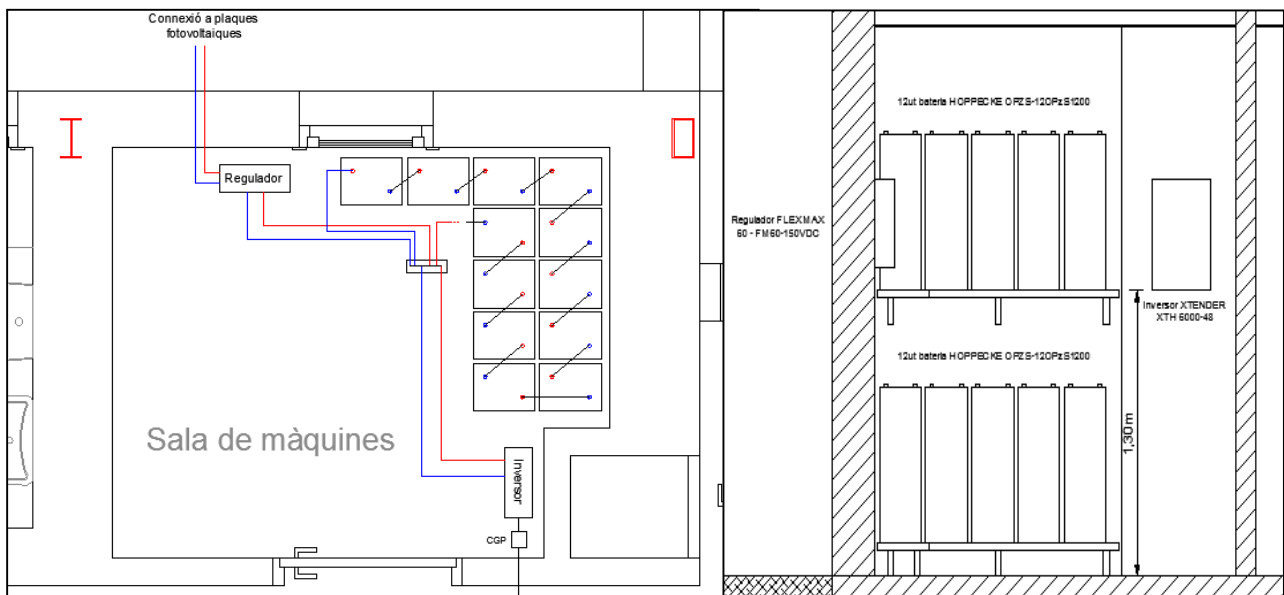 Connexió a plaques
fotovoltaiques
Regulador
Sala de màquines
Inversor
CGP
12ut bateria HOPPECKE OPZS-12OPzS1200
Regulador FLEXMAX
60 - FM60-150VDC
Inversor XTENDER
XTH 6000-48
12ut bateria HOPPECKE OPZS-12OPzS1200
1,30m